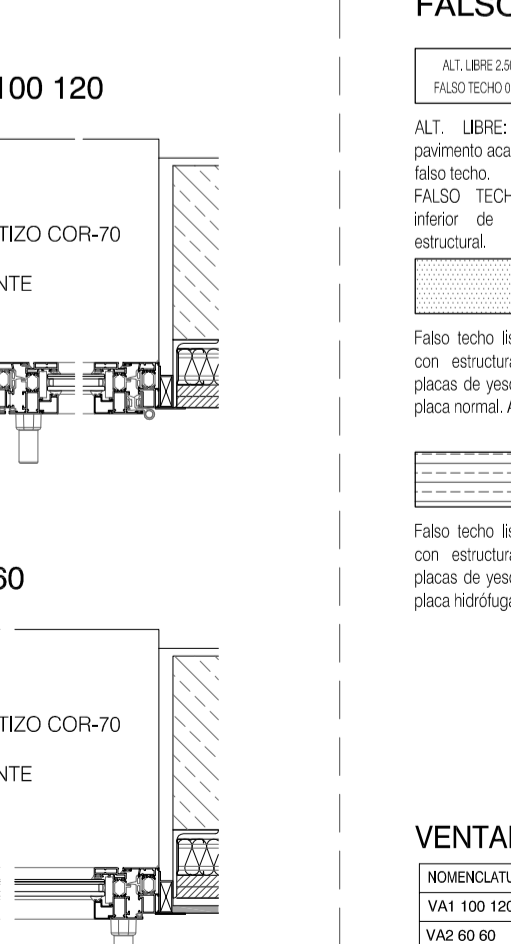 100 120
TIZO COR-70
NTE
60
TIZO COR-70
NTE
FALSO
ALT. LIBRE 2.50
FALSO TECHO 0
ALT. LIBRE:
pavimento aca
falso techo.
FALSO TECH
inferior de
estructural.
Falso techo lis
con estructura
placas de yeso
placa normal. A
Falso techo lis
con estructura
placas de yeso
placa hidrófuga
VENTAN
NOMENCLATU
VA1 100 120
VA2 60 60